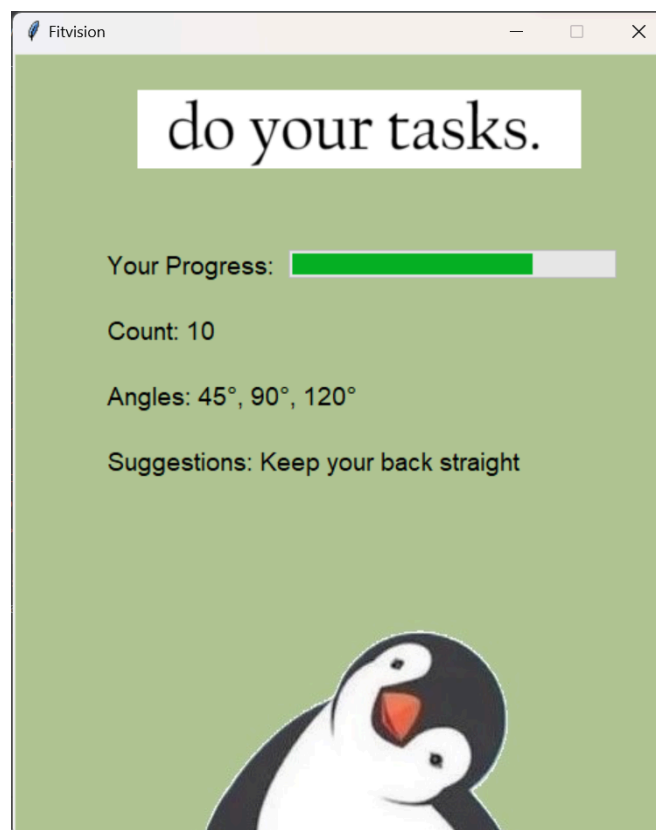 Fitvision
do your tasks.
Your Progress:
Count: 10
Angles: 45°, 90°, 120°
Suggestions: Keep your back straight